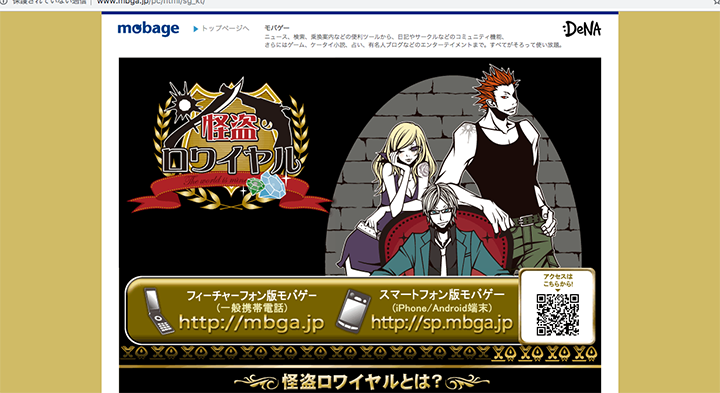 保護されていない通信 | www.mbga.jp/pc/html/sg_kt/
mobage
トップページへ
モバゲー
ニュース、検索、乗換案内などの便利ツールから、日記やサークルなどのコミュニティ機能、
さらにはゲーム、ケータイ小説、占い、有名人ブログなどのエンターテイメントまで。すべてがそろって使い放題。
:DeNA
怪盗
ロワイヤル
The world is mine
フィーチャーフォン版モバゲー
(一般携帯電話)
http://mbga.jp
スマートフォン版モバゲー
(iPhone/Android端末)
http://sp.mbga.jp
アクセスは
こちらから!
怪盗ロワイヤルとは?